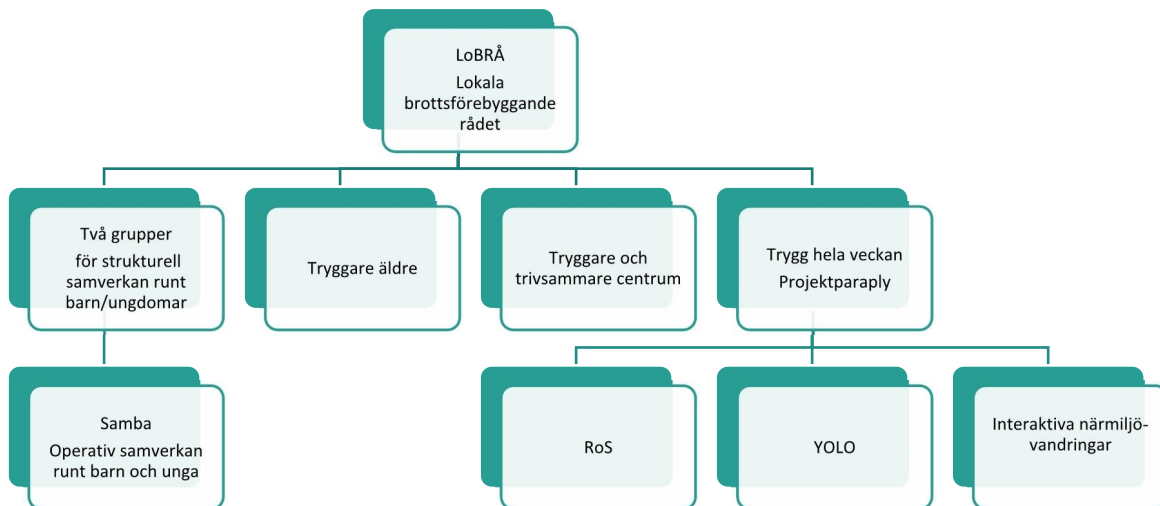 LoBRÅ
Lokala
brottsförebyggande
rådet
Två grupper
för strukturell
samverkan runt
barn/ungdomar
Tryggare äldre
Tryggare och
trivsammare centrum
Trygg hela veckan
Projektparaply
Samba
Operativ samverkan
runt barn och unga
RoS
YOLO
Interaktiva närmiljö-
vandringar